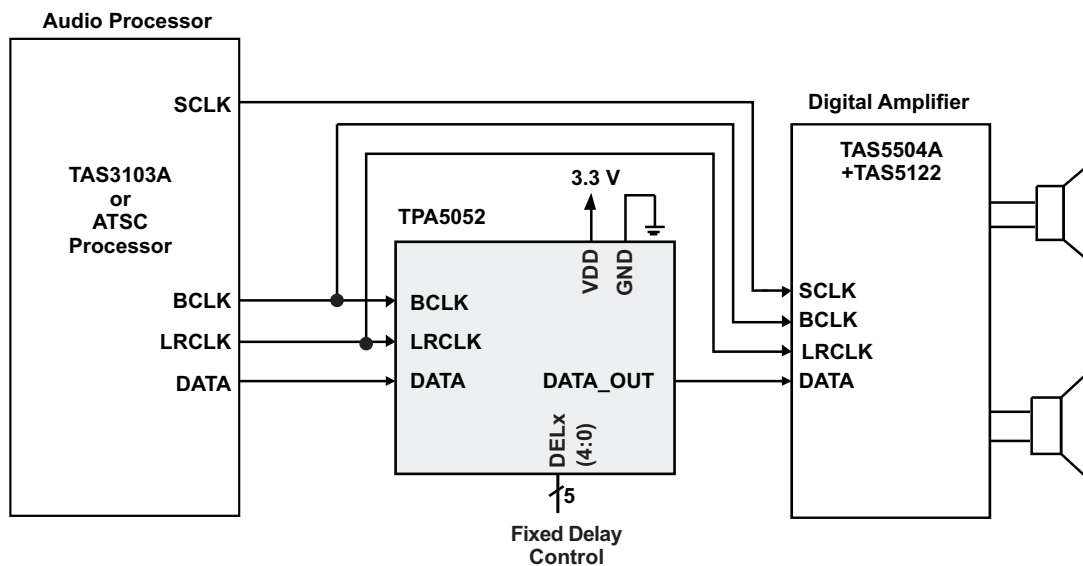 Audio Processor
SCLK
TAS3103A
or
ATSC
Processor
BCLK
LRCLK
DATA
TPA5052
3.3 V
VDD
GND
BCLK
LRCLK
DATA
DATA_OUT
DELx
(4:0)
5
Fixed Delay
Control
Digital Amplifier
TAS5504A
+TAS5122
SCLK
BCLK
LRCLK
DATA